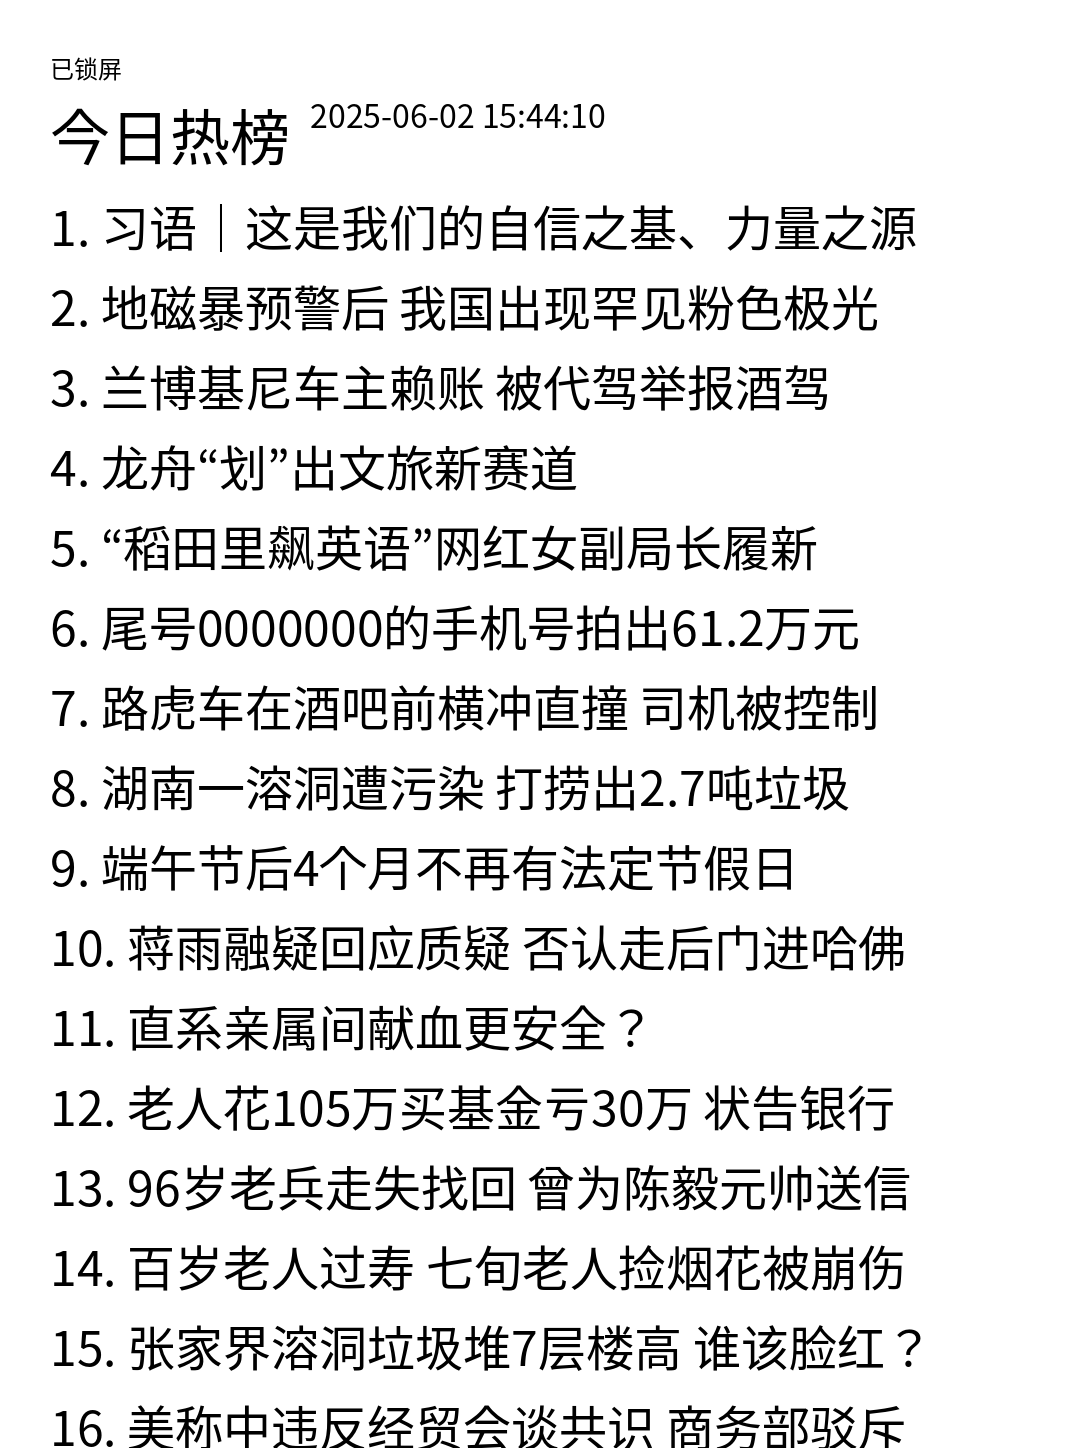 已锁屏
今日热榜 2025-06-02 15:44:10
1. 习语｜这是我们的自信之基、力量之源
2. 地磁暴预警后 我国出现罕见粉色极光
3. 兰博基尼车主赖账 被代驾举报酒驾
4. 龙舟“划”出文旅新赛道
5. “稻田里飙英语”网红女副局长履新
6. 尾号0000000的手机号拍出61.2万元
7. 路虎车在酒吧前横冲直撞 司机被控制
8. 湖南一溶洞遭污染 打捞出2.7吨垃圾
9. 端午节后4个月不再有法定节假日
10. 蒋雨融疑回应质疑 否认走后门进哈佛
11. 直系亲属间献血更安全？
12. 老人花105万买基金亏30万 状告银行
13. 96岁老兵走失找回 曾为陈毅元帅送信
14. 百岁老人过寿 七旬老人捡烟花被崩伤
15. 张家界溶洞垃圾堆7层楼高 谁该脸红？
16. 美称中违反经贸会谈共识 商务部驳斥